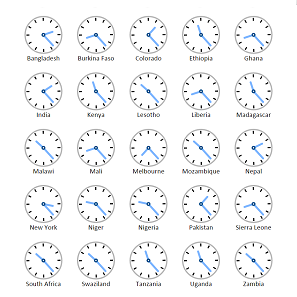 Bangladesh Burkina Faso Colorado Ethiopia Ghana
India Kenya Lesotho Liberia Madagascar
Malawi Mali Melbourne Mozambique Nepal
New York Niger Nigeria Pakistan Sierra Leone
South Africa Swaziland Tanzania Uganda Zambia